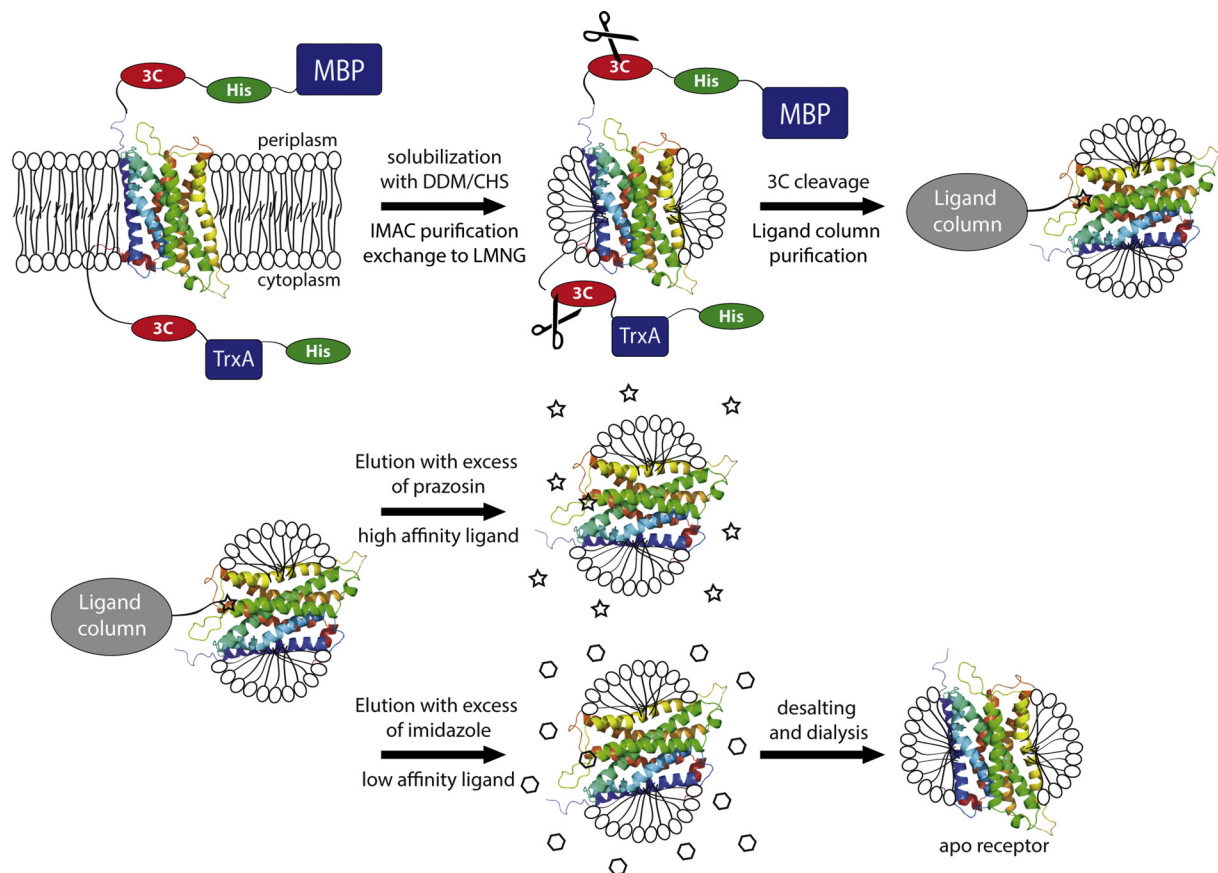 3C
His
MBP
periplasm
cytoplasm
3C
TrxA
His
solubilization
with DDM/CHS
IMAC purification
exchange to LMNG
3C
His
MBP
3C
TrxA
His
3C cleavage
Ligand column
purification
Ligand
column
Ligand
column
Elution with excess
of prazosin
high affinity ligand
Elution with excess
of imidazole
low affinity ligand
desalting
and dialysis
apo receptor